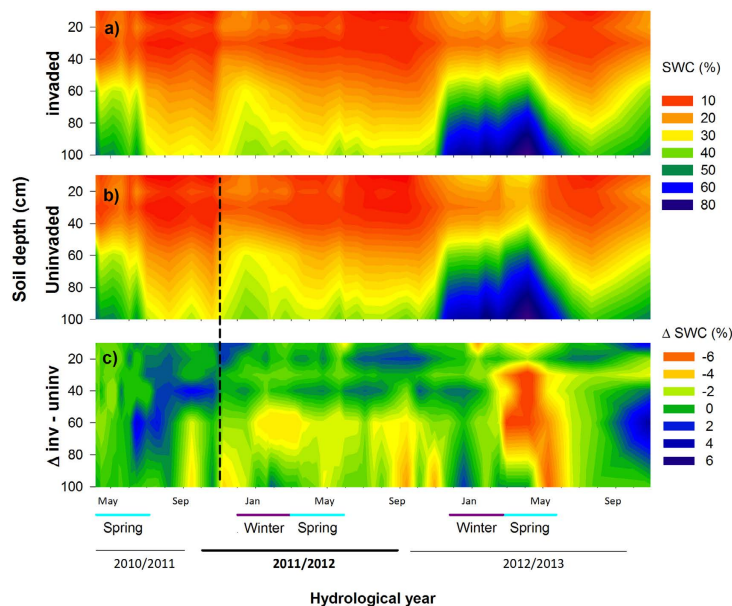 a)
invaded
20
40
60
80
100
SWC (%)
10
20
30
40
50
60
80
b)
Uninvaded
20
40
60
80
100
Soil depth (cm)
c)
Δ inv - uninv
20
40
60
80
100
Δ SWC (%)
-6
-4
-2
0
2
4
6
May Sep Jan May Sep Jan May Sep
Spring Winter Spring Winter Spring
2010/2011 2011/2012 2012/2013
Hydrological year